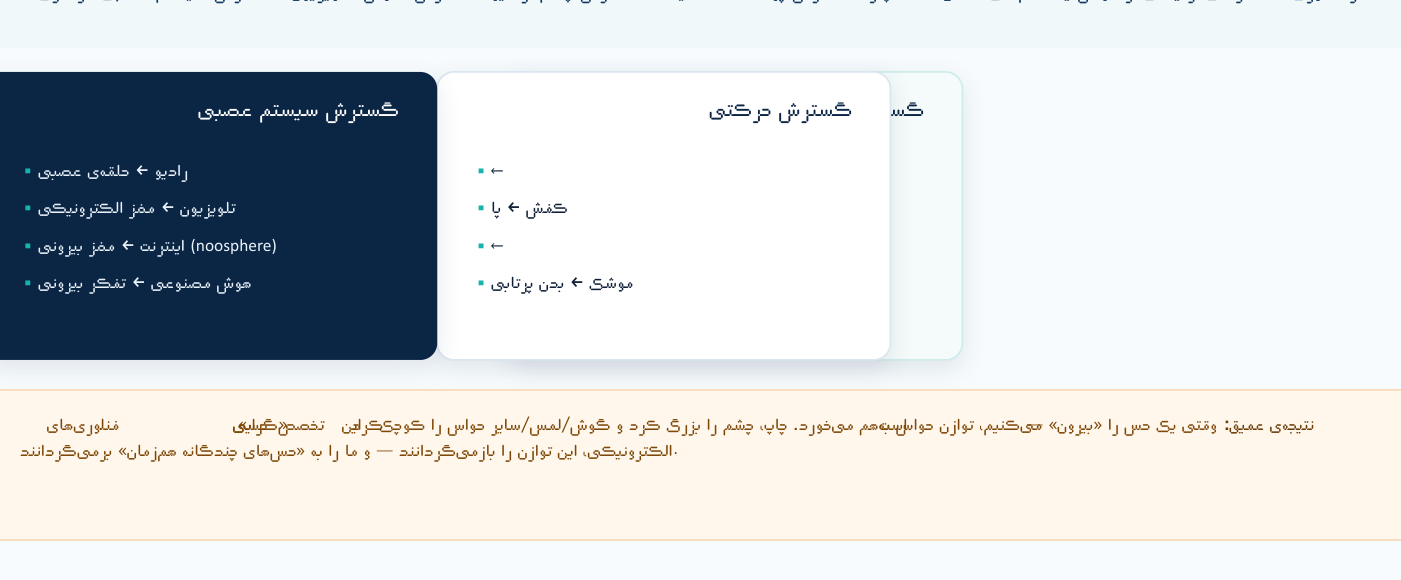 گس
گسترش حرکتی
←
کفش ← پا
←
موشک ← بدن پرتابی
گسترش سیستم عصبی
رادیو ← حلقه‌ی عصبی
تلویزیون ← مغز الکترونیکی
اینترنت ← مغز بیرونی (noosphere)
هوش مصنوعی ← تفکر بیرونی
نتیجه‌ی عمیق: وقتی یک حس را «بیرون» می‌کنیم، توازن حواس به‌هم می‌خورد. چاپ، چشم را بزرگ کرد و گوش/لمس/سایر حواس را کوچک این تخصص فناوری‌های
الکترونیکی، این توازن را بازمی‌گردانند — و ما را به «حس‌های چندگانه هم‌زمان» برمی‌گردانند.